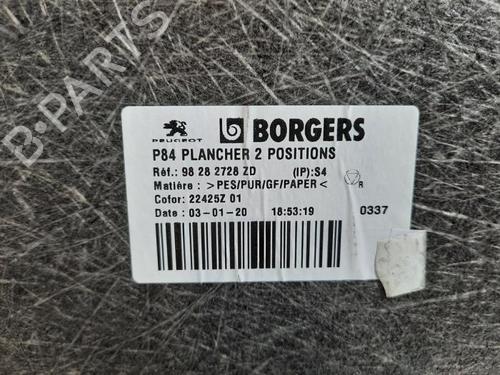 B-PARTS
PEUGEOT BORGERS
P84 PLANCHER 2 POSITIONS
Réf.: 98 28 2728 ZD (IP):S4
Matière : >PES/PUR/GF/PAPER< R
Cofor: 22425Z 01
Date : 03-01-20 18:53:19 0337